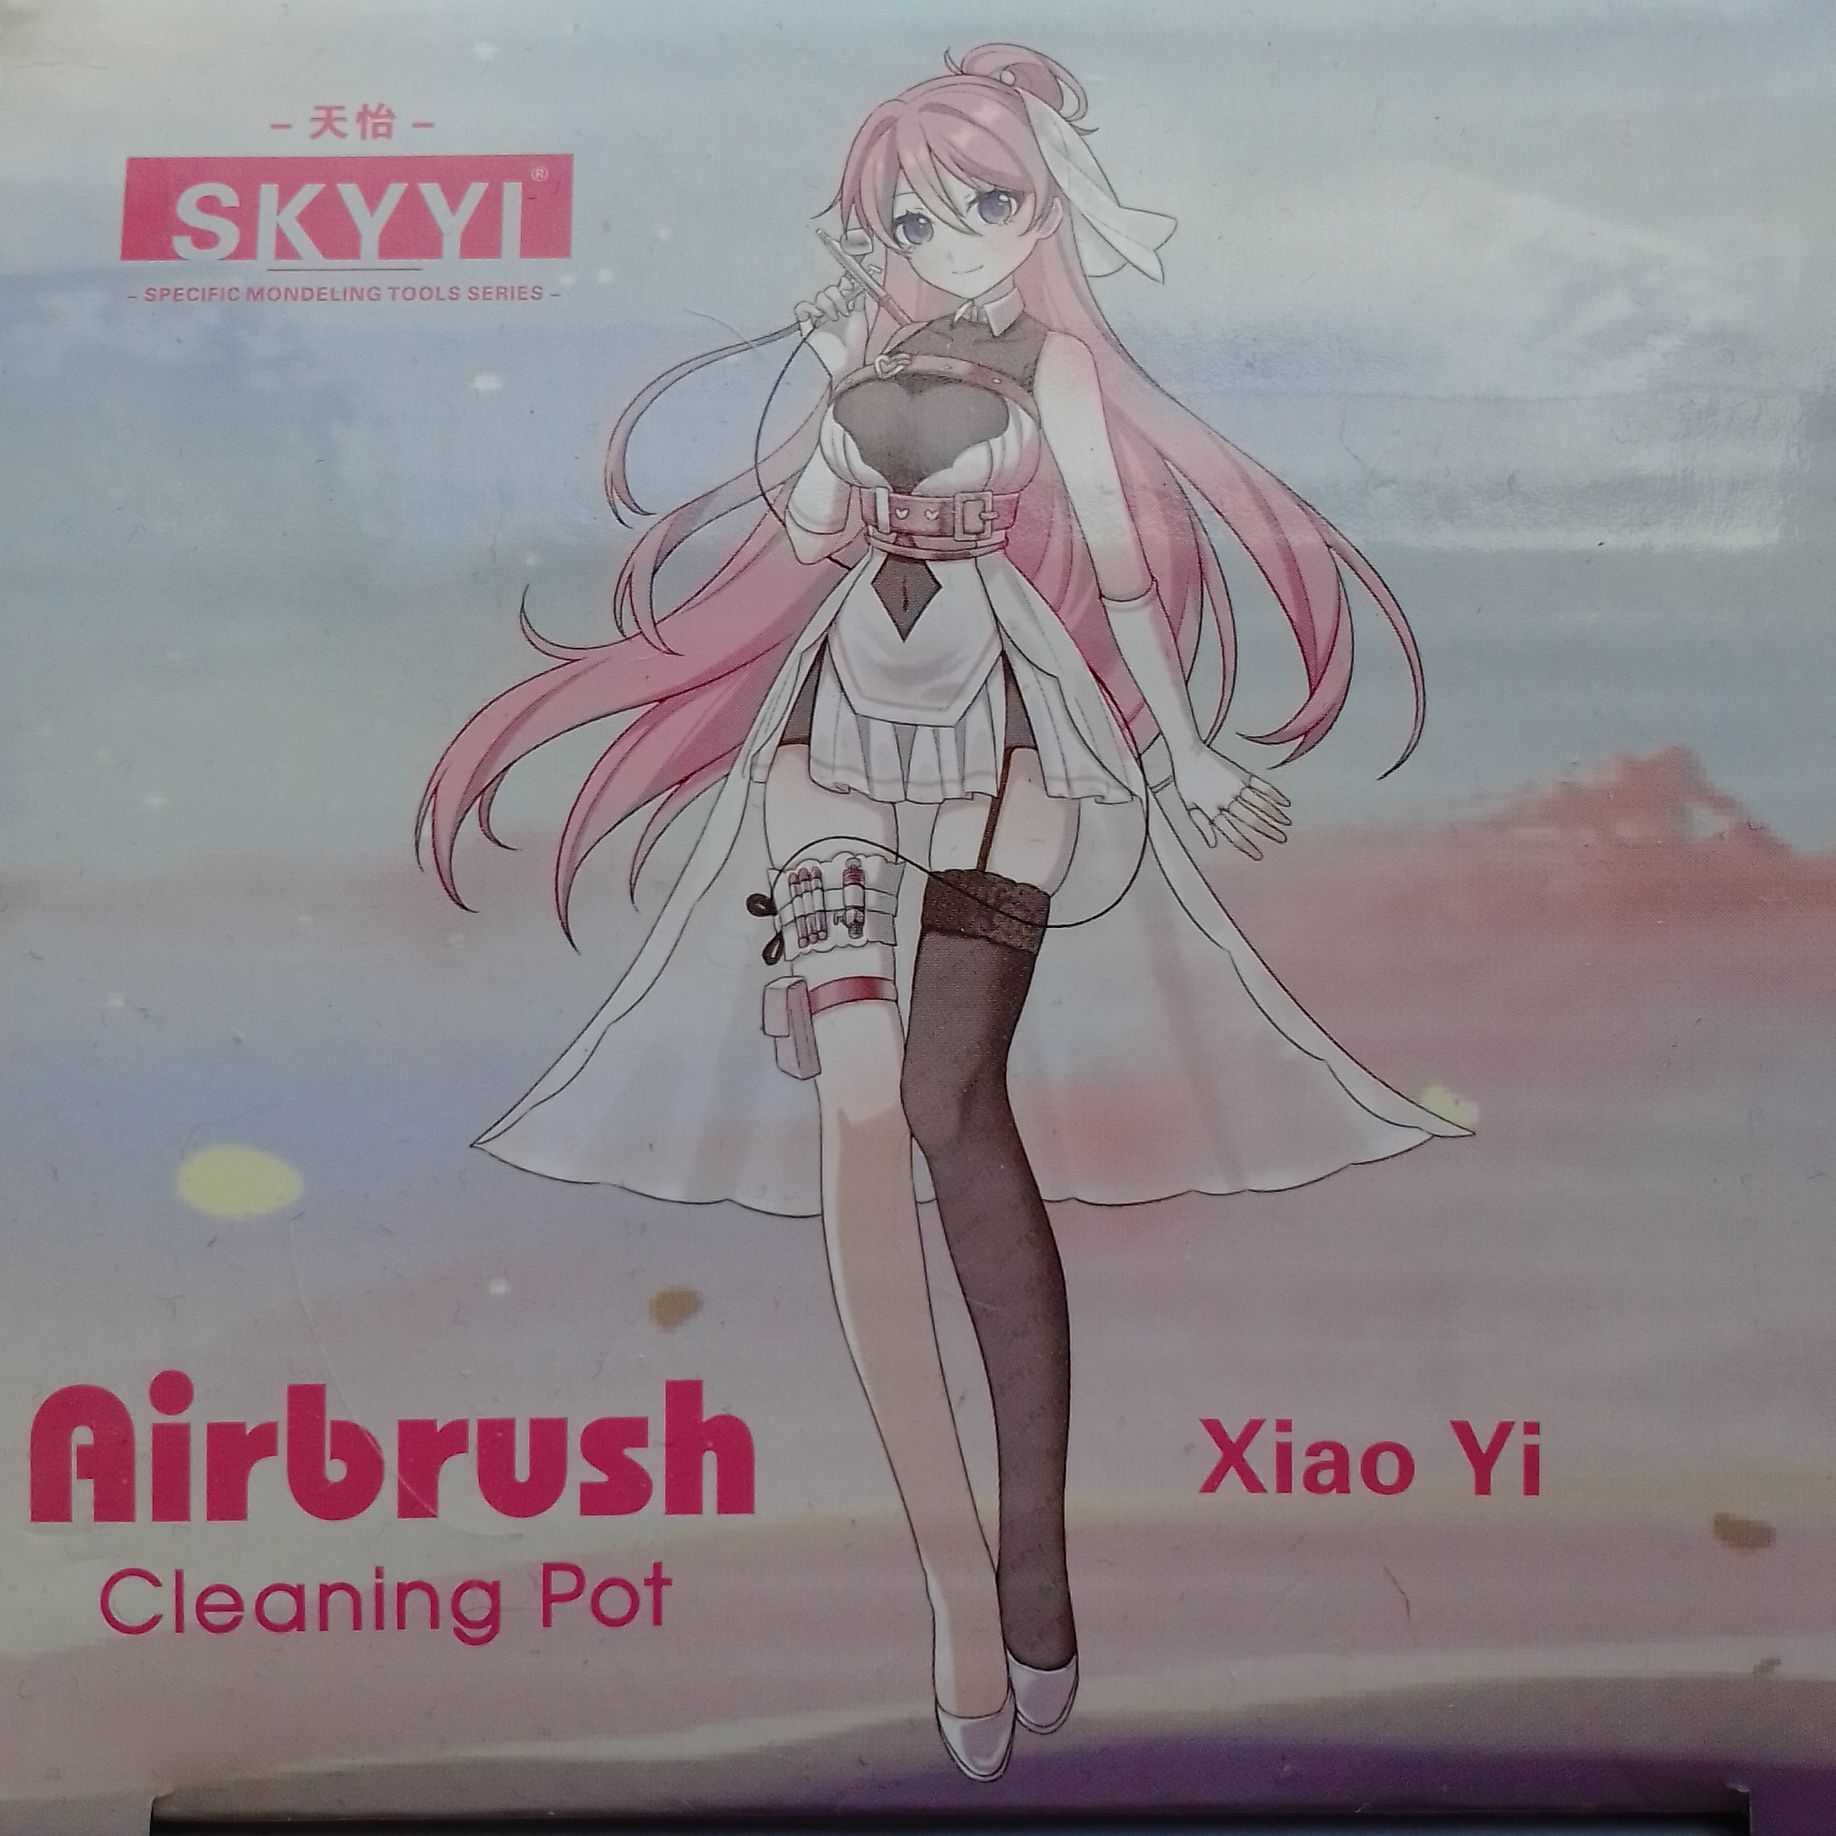 – 天怡 –
SKYYI®
– SPECIFIC MONDELING TOOLS SERIES –
Airbrush
Cleaning Pot
Xiao Yi